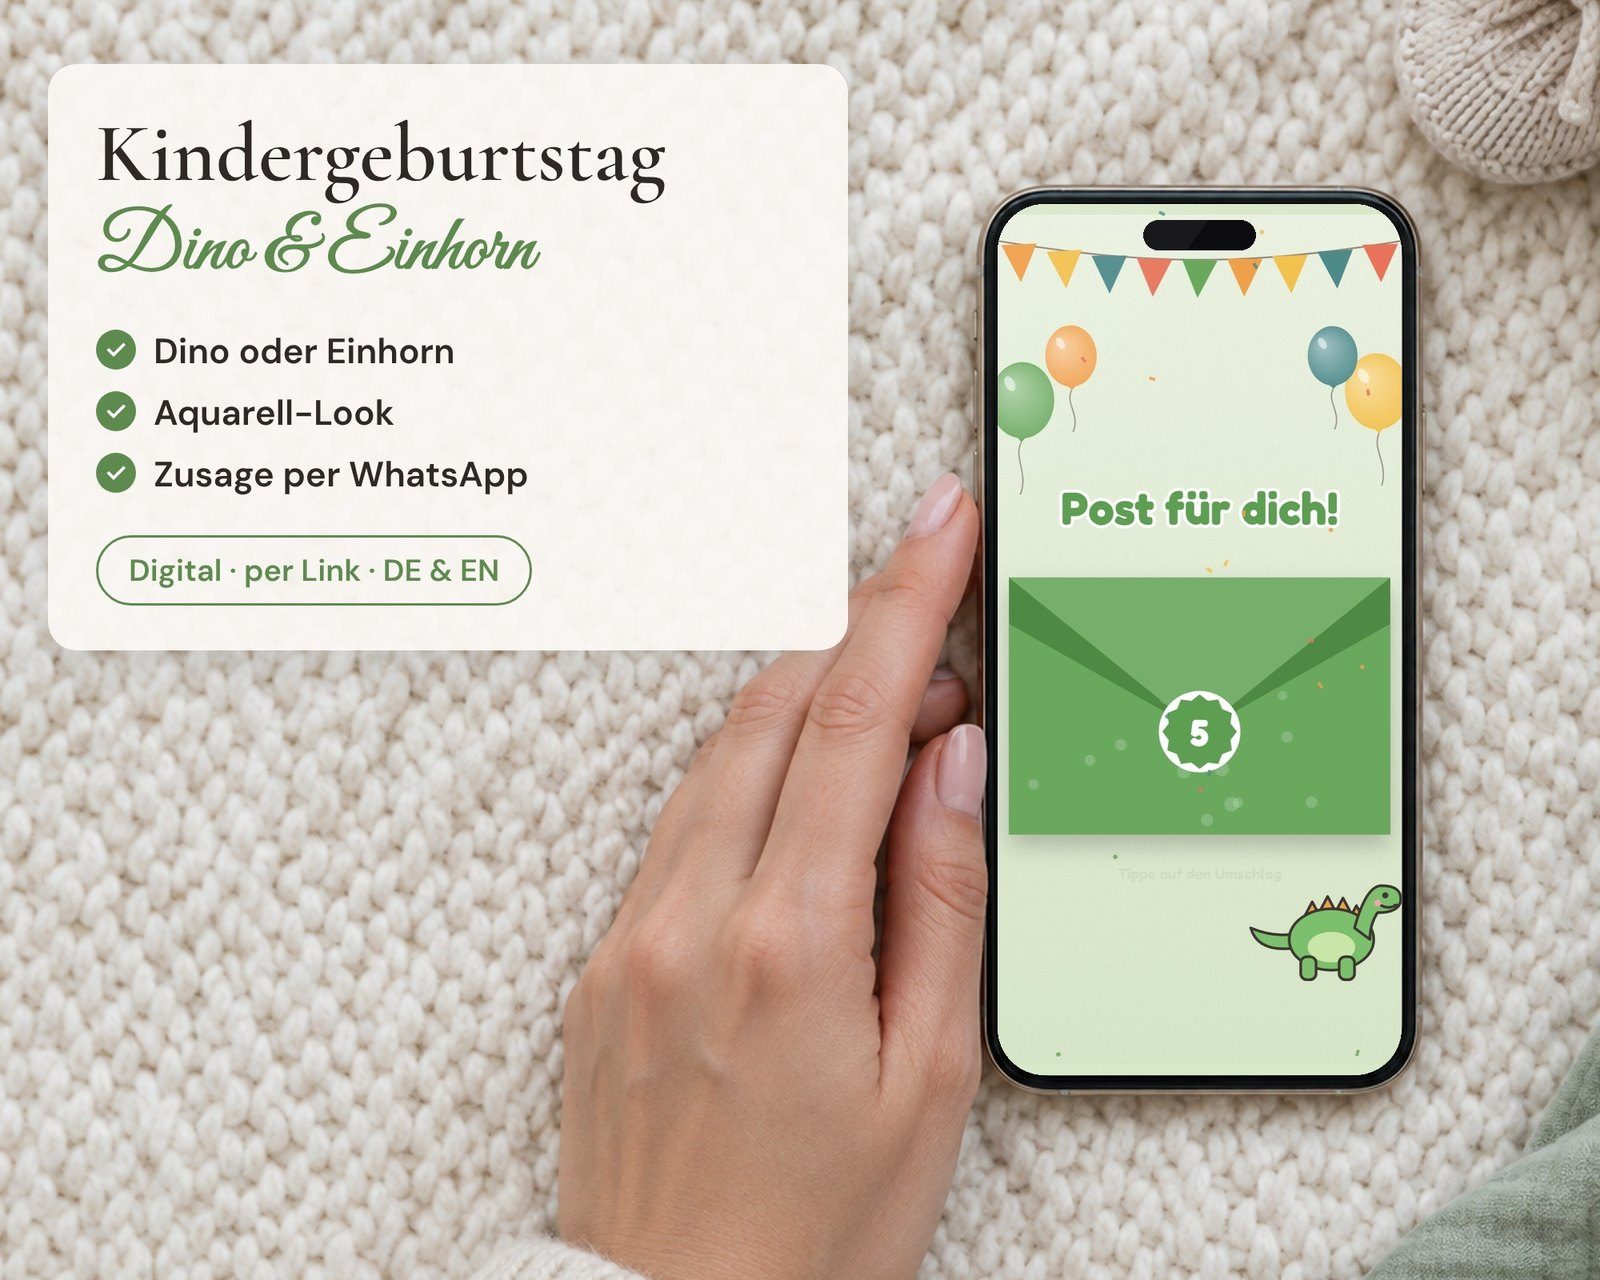 Kindergeburtstag
Dino & Einhorn
Dino oder Einhorn
Aquarell-Look
Zusage per WhatsApp
Digital · per Link · DE & EN
Post für dich!
5
Tippe auf den Umschlag